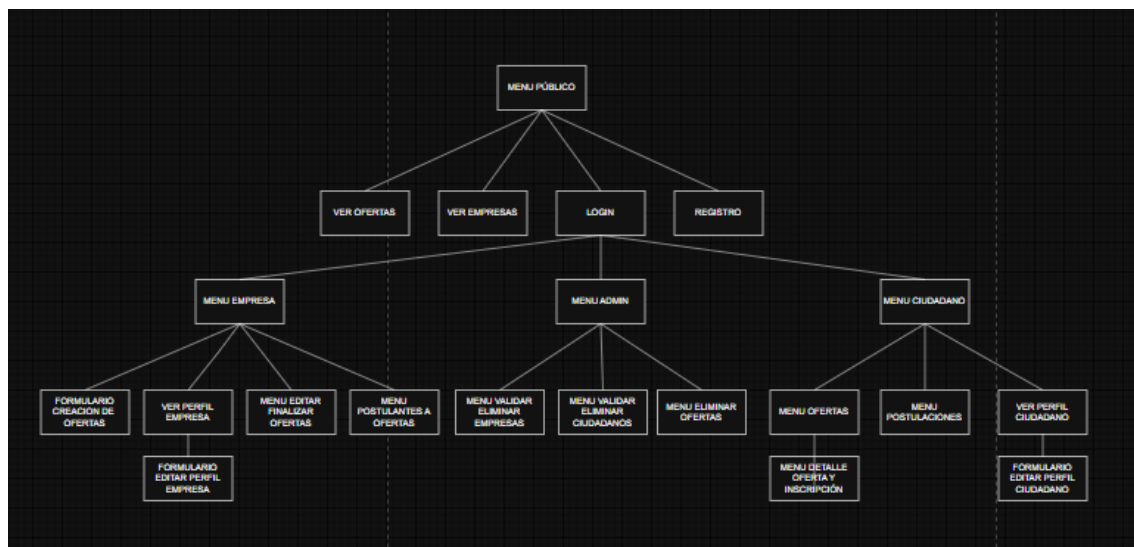 MENU PÚBLICO
VER OFERTAS
VER EMPRESAS
LOGIN
REGISTRO
MENU EMPRESA
MENU ADMIN
MENU CIUDADANO
FORMULARIO
CREACION DE
OFERTAS
VER PERFIL
EMPRESA
MENU EDITAR
FINALIZAR
OFERTAS
MENU
POSTULANTES A
OFERTAS
MENU VALIDAR
ELIMINAR
EMPRESAS
MENU VALIDAR
ELIMINAR
CIUDADANOS
MENU ELIMINAR
OFERTAS
MENU OFERTAS
MENU
POSTULACIONES
VER PERFIL
CIUDADANO
FORMULARIO
EDITAR PERFIL
EMPRESA
MENU DETALLE
OFERTA Y
INSCRIPCIÓN
FORMULARIO
EDITAR PERFIL
CIUDADANO